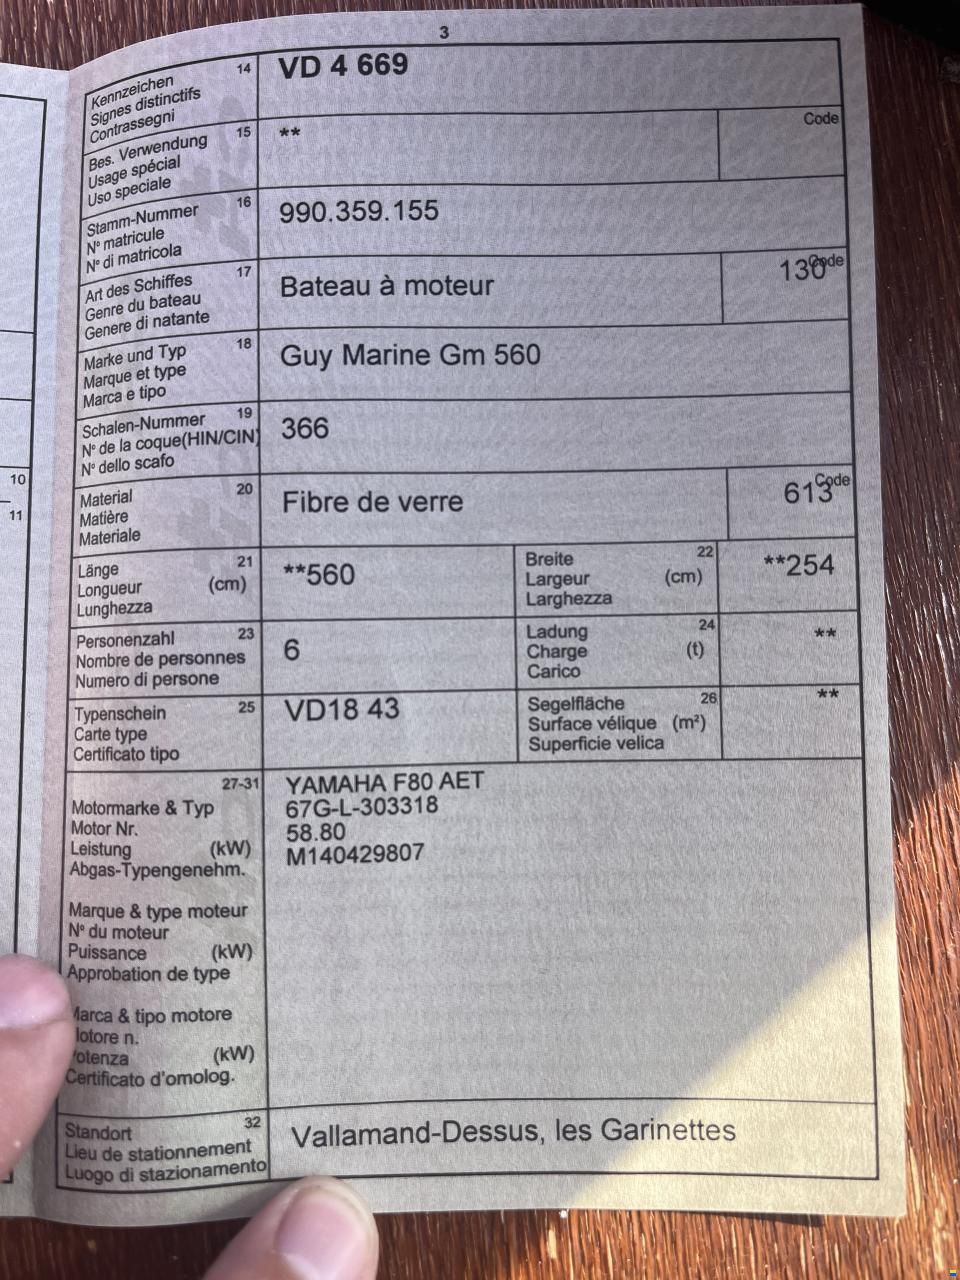 3
Kennzeichen 14
Signes distinctifs
Contrassegni
VD 4 669
Bes. Verwendung 15
Usage spécial
Uso speciale
**
Code
Stamm-Nummer 16
N° matricule
N° di matricola
990.359.155
Art des Schiffes 17
Genre du bateau
Genere di natante
Bateau à moteur
Code
130
Marke und Typ 18
Marque et type
Marca e tipo
Guy Marine Gm 560
Schalen-Nummer 19
N° de la coque(HIN/CIN)
N° dello scafo
366
Material 20
Matière
Materiale
Fibre de verre
Code
613
Länge 21
Longueur (cm)
Lunghezza
**560
Breite 22
Largeur (cm)
Larghezza
**254
Personenzahl 23
Nombre de personnes
Numero di persone
6
Ladung 24
Charge (t)
Carico
**
Typenschein 25
Carte type
Certificato tipo
VD18 43
Segelfläche 26
Surface vélique (m²)
Superficie velica
**
27-31
Motormarke & Typ
Motor Nr.
Leistung (kW)
Abgas-Typengenehm.
Marque & type moteur
N° du moteur
Puissance (kW)
Approbation de type
Marca & tipo motore
Motore n.
Potenza (kW)
Certificato d'omolog.
YAMAHA F80 AET
67G-L-303318
58.80
M140429807
Standort 32
Lieu de stationnement
Luogo di stazionamento
Vallamand-Dessus, les Garinettes
10
11